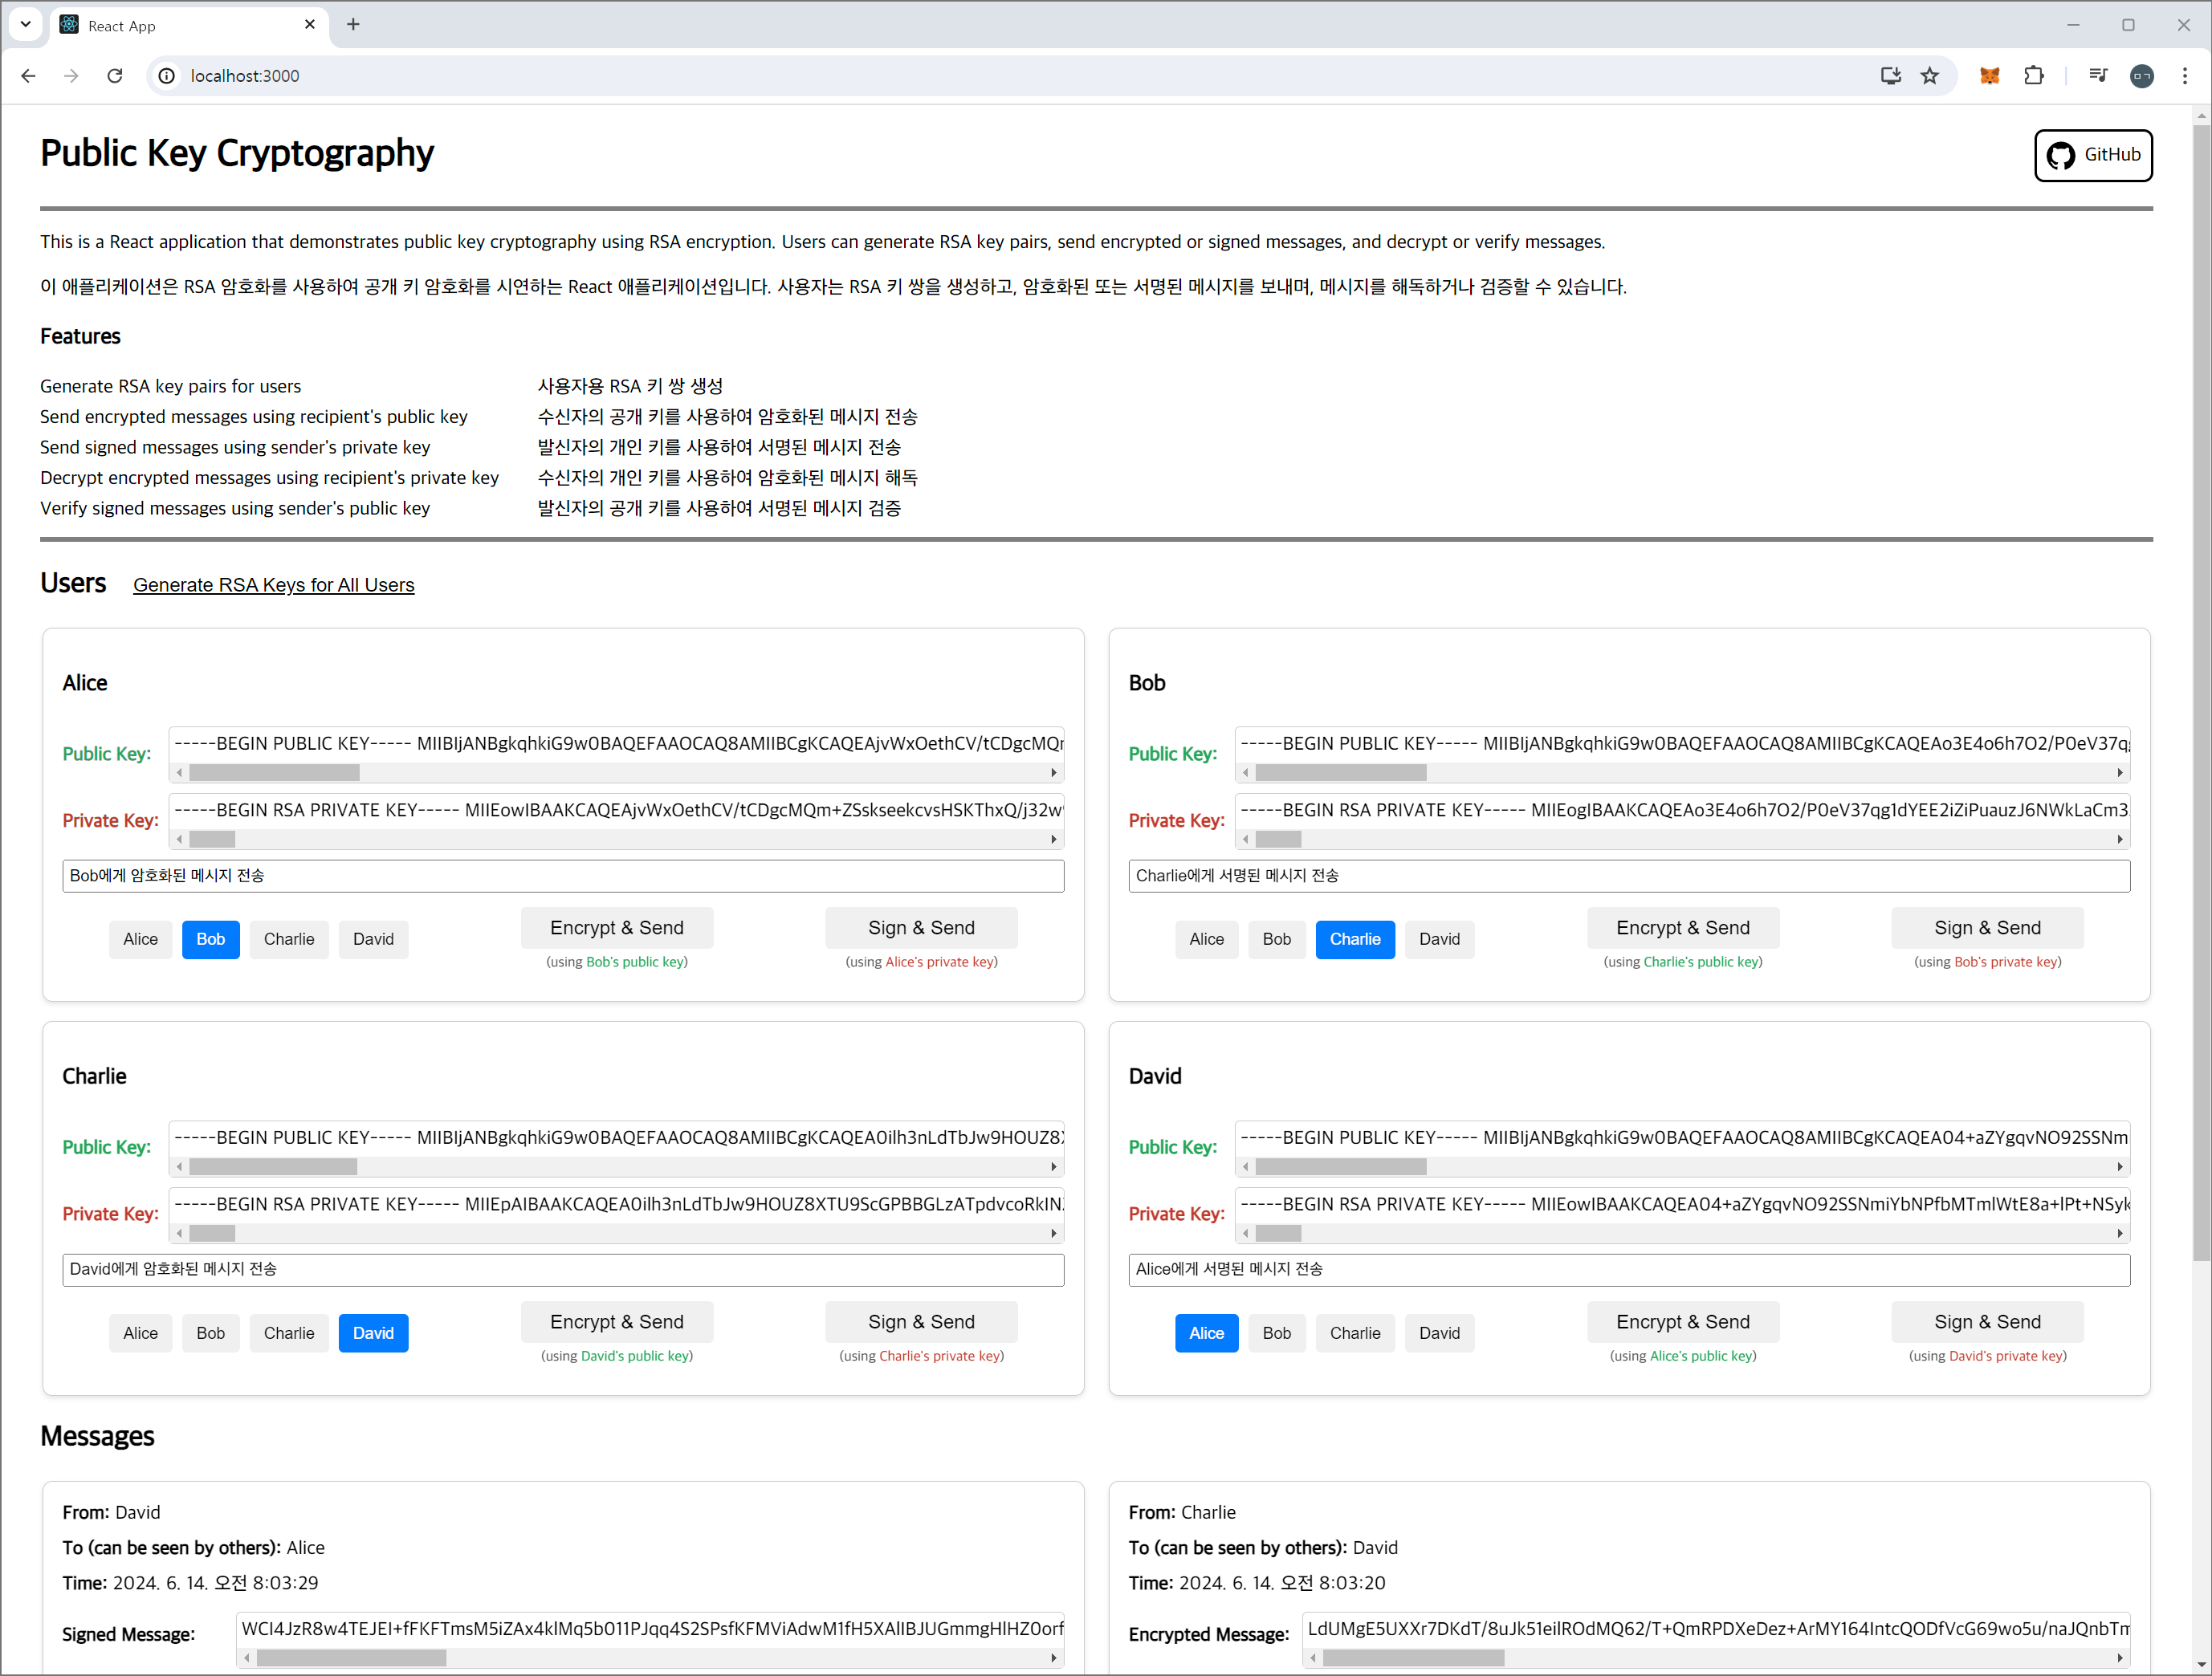 React App
localhost:3000
Public Key Cryptography
GitHub
This is a React application that demonstrates public key cryptography using RSA encryption. Users can generate RSA key pairs, send encrypted or signed messages, and decrypt or verify messages.
이 애플리케이션은 RSA 암호화를 사용하여 공개 키 암호화를 시연하는 React 애플리케이션입니다. 사용자는 RSA 키 쌍을 생성하고, 암호화된 또는 서명된 메시지를 보내며, 메시지를 해독하거나 검증할 수 있습니다.
Features
Generate RSA key pairs for users 사용자용 RSA 키 쌍 생성
Send encrypted messages using recipient's public key 수신자의 공개 키를 사용하여 암호화된 메시지 전송
Send signed messages using sender's private key 발신자의 개인 키를 사용하여 서명된 메시지 전송
Decrypt encrypted messages using recipient's private key 수신자의 개인 키를 사용하여 암호화된 메시지 해독
Verify signed messages using sender's public key 발신자의 공개 키를 사용하여 서명된 메시지 검증
Users Generate RSA Keys for All Users
Alice
Public Key: -----BEGIN PUBLIC KEY----- MIIBIjANBgkqhkiG9w0BAQEFAAOCAQ8AMIIBCgKCAQEAjvWxOethCV/tCDgcMQm
Private Key: -----BEGIN RSA PRIVATE KEY----- MIIEowIBAAKCAQEAjvWxOethCV/tCDgcMQm+ZSskseekcvsHSKThxQ/j32w
Bob에게 암호화된 메시지 전송
Alice Bob Charlie David Encrypt & Send Sign & Send
(using Bob's public key) (using Alice's private key)
Bob
Public Key: -----BEGIN PUBLIC KEY----- MIIBIjANBgkqhkiG9w0BAQEFAAOCAQ8AMIIBCgKCAQEAo3E4o6h7O2/P0eV37qg
Private Key: -----BEGIN RSA PRIVATE KEY----- MIIEogIBAAKCAQEAo3E4o6h7O2/P0eV37qg1dYEE2iZiPuauzJ6NWkLaCm3
Charlie에게 서명된 메시지 전송
Alice Bob Charlie David Encrypt & Send Sign & Send
(using Charlie's public key) (using Bob's private key)
Charlie
Public Key: -----BEGIN PUBLIC KEY----- MIIBIjANBgkqhkiG9w0BAQEFAAOCAQ8AMIIBCgKCAQEA0ilh3nLdTbJw9HOUZ8X
Private Key: -----BEGIN RSA PRIVATE KEY----- MIIEpAIBAAKCAQEA0ilh3nLdTbJw9HOUZ8XTU9ScGPBBGLzATpdvcoRkIN
David에게 암호화된 메시지 전송
Alice Bob Charlie David Encrypt & Send Sign & Send
(using David's public key) (using Charlie's private key)
David
Public Key: -----BEGIN PUBLIC KEY----- MIIBIjANBgkqhkiG9w0BAQEFAAOCAQ8AMIIBCgKCAQEA04+aZYgqvNO92SSNm
Private Key: -----BEGIN RSA PRIVATE KEY----- MIIEowIBAAKCAQEA04+aZYgqvNO92SSNmiYbNPfbMTmlWtE8a+lPt+NSyk
Alice에게 서명된 메시지 전송
Alice Bob Charlie David Encrypt & Send Sign & Send
(using Alice's public key) (using David's private key)
Messages
From: David
To (can be seen by others): Alice
Time: 2024. 6. 14. 오전 8:03:29
Signed Message: WCI4JzR8w4TEJEI+fFKFTmsM5iZAx4klMq5b011PJqq4S2SPsfKFMViAdwM1fH5XAlIBJUGmmgHlHZ0orf
From: Charlie
To (can be seen by others): David
Time: 2024. 6. 14. 오전 8:03:20
Encrypted Message: LdUMgE5UXXr7DKdT/8uJk51eilROdMQ62/T+QmRPDXeDez+ArMY164IntcQODfVcG69wo5u/naJQnbTm